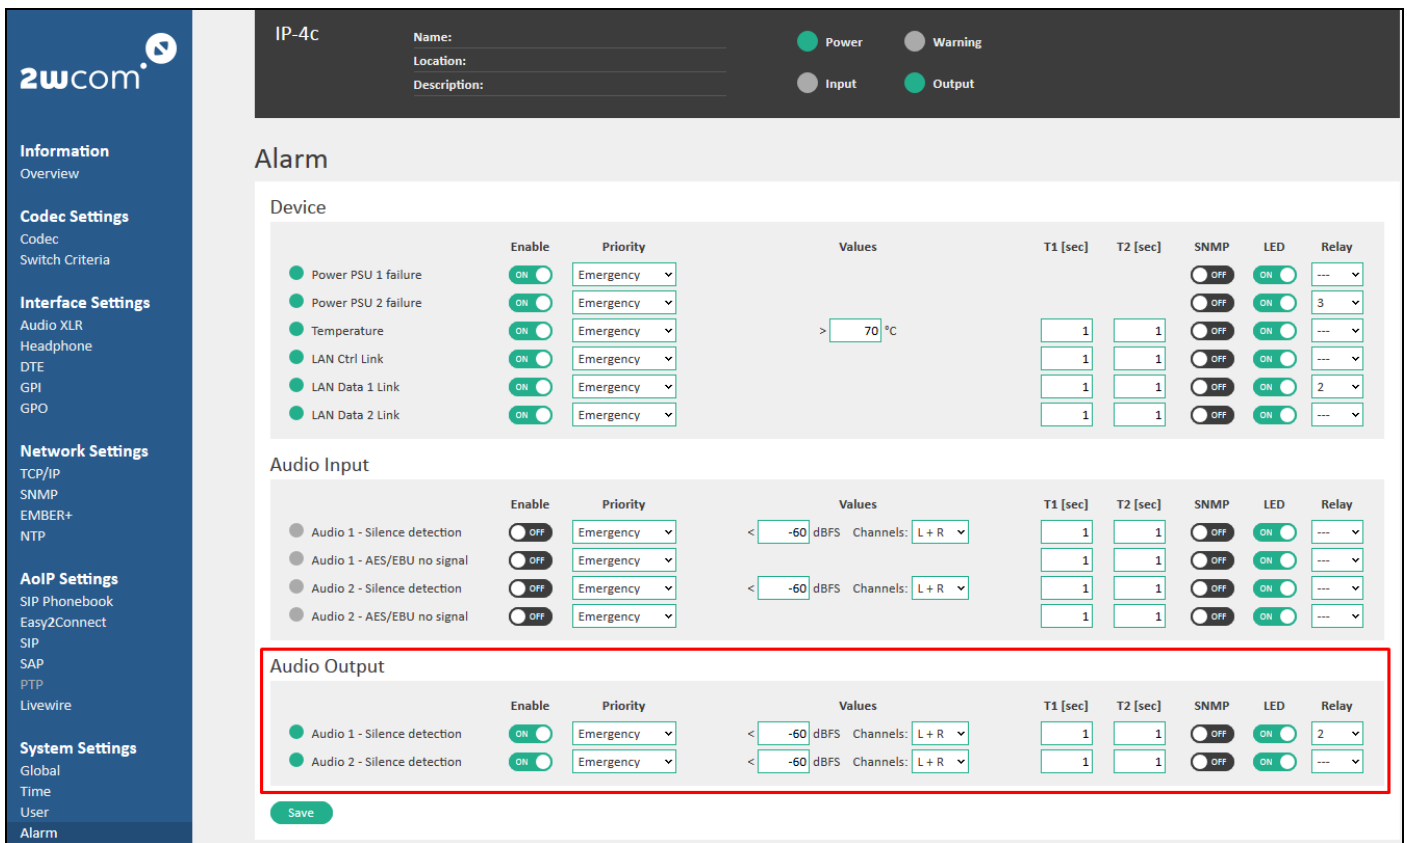 2wcom
Information
Overview
Codec Settings
Codec
Switch Criteria
Interface Settings
Audio XLR
Headphone
DTE
GPI
GPO
Network Settings
TCP/IP
SNMP
EMBER+
NTP
AoIP Settings
SIP Phonebook
Easy2Connect
SIP
SAP
PTP
Livewire
System Settings
Global
Time
User
Alarm
IP-4c Name: Power Warning
Location:
Description: Input Output
Alarm
Device
Enable Priority Values T1 [sec] T2 [sec] SNMP LED Relay
Power PSU 1 failure ON Emergency OFF ON ---
Power PSU 2 failure ON Emergency OFF ON 3
Temperature ON Emergency > 70 °C 1 1 OFF ON ---
LAN Ctrl Link ON Emergency 1 1 OFF ON ---
LAN Data 1 Link ON Emergency 1 1 OFF ON 2
LAN Data 2 Link ON Emergency 1 1 OFF ON ---
Audio Input
Enable Priority Values T1 [sec] T2 [sec] SNMP LED Relay
Audio 1 - Silence detection OFF Emergency < -60 dBFS Channels: L + R 1 1 OFF ON ---
Audio 1 - AES/EBU no signal OFF Emergency 1 1 OFF ON ---
Audio 2 - Silence detection OFF Emergency < -60 dBFS Channels: L + R 1 1 OFF ON ---
Audio 2 - AES/EBU no signal OFF Emergency 1 1 OFF ON ---
Audio Output
Enable Priority Values T1 [sec] T2 [sec] SNMP LED Relay
Audio 1 - Silence detection ON Emergency < -60 dBFS Channels: L + R 1 1 OFF ON 2
Audio 2 - Silence detection ON Emergency < -60 dBFS Channels: L + R 1 1 OFF ON ---
Save